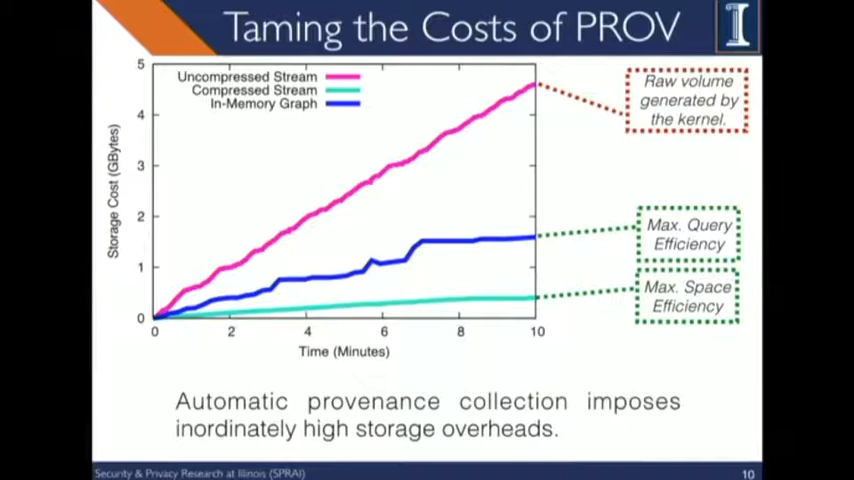 Taming the Costs of PROV
5
4
3
2
1
0
Storage Cost (GBytes)
Uncompressed Stream
Compressed Stream
In-Memory Graph
0 2 4 6 8 10
Time (Minutes)
Raw volume
generated by
the kernel.
Max. Query
Efficiency
Max. Space
Efficiency
Automatic provenance collection imposes
inordinately high storage overheads.
Security & Privacy Research at Illinois (SPRAI)
10